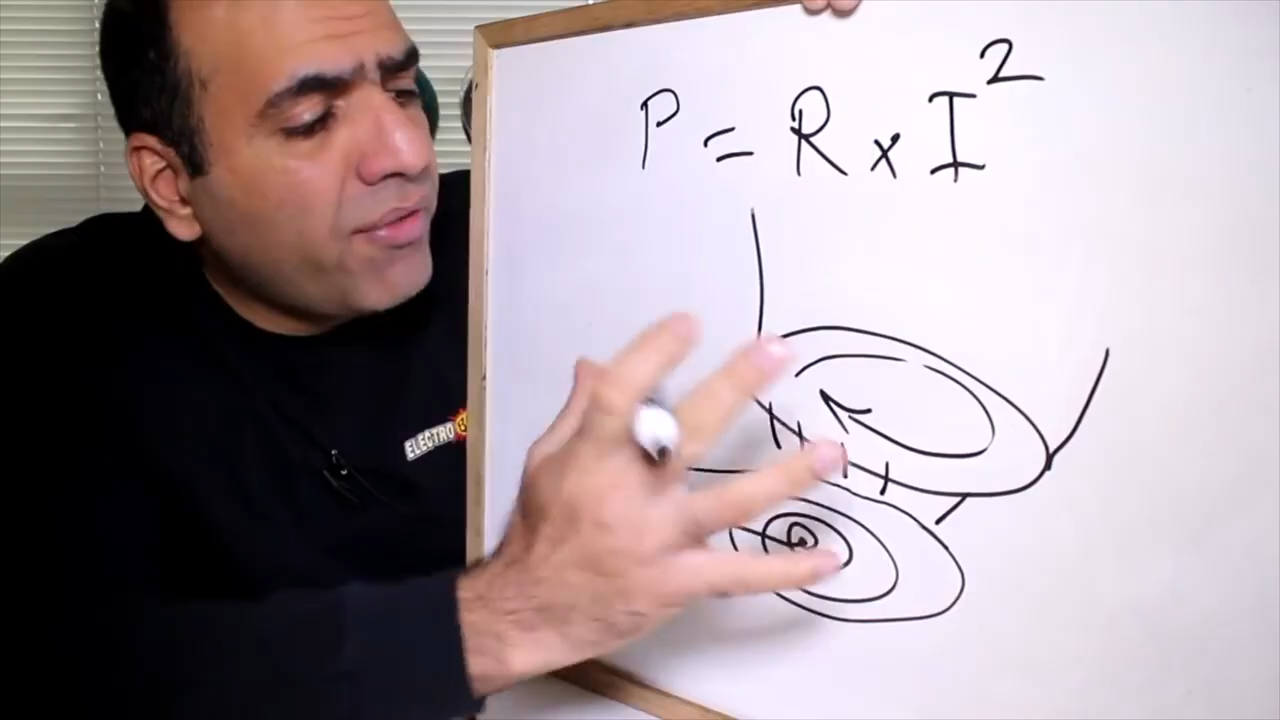 P = R x I²
ELECTRO